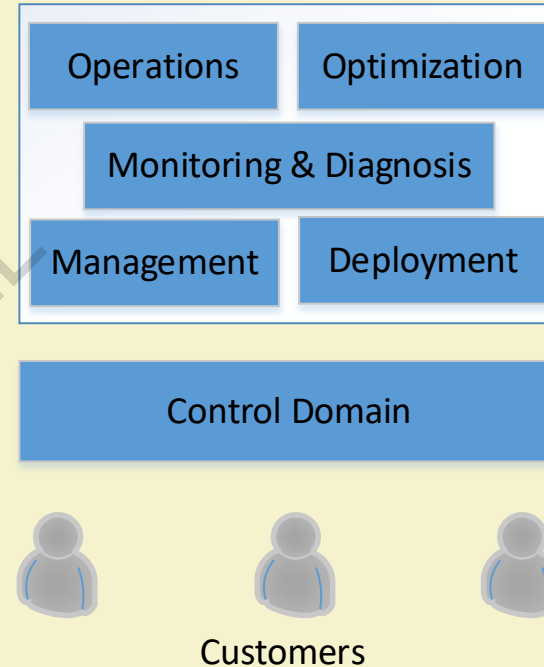 Operations Optimization
Monitoring & Diagnosis
Management Deployment
Control Domain
Customers